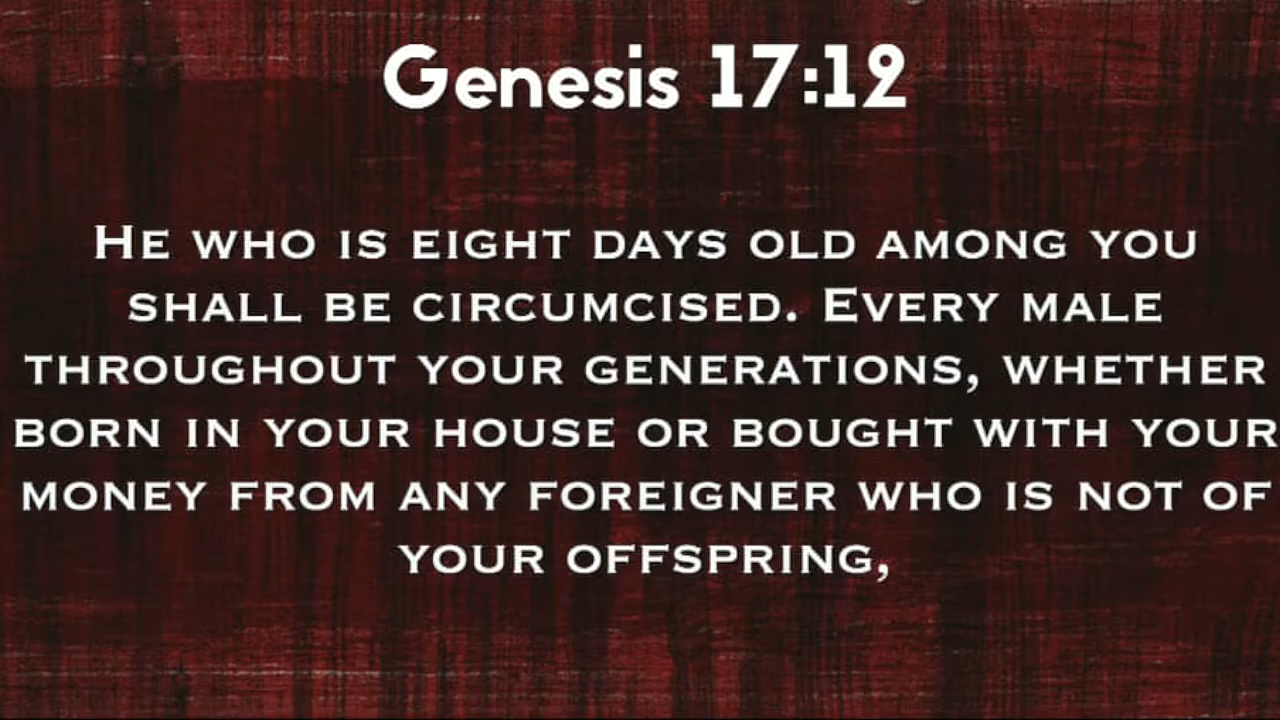 Genesis 17:12
He who is eight days old among you
shall be circumcised. Every male
throughout your generations, whether
born in your house or bought with your
money from any foreigner who is not of
your offspring,